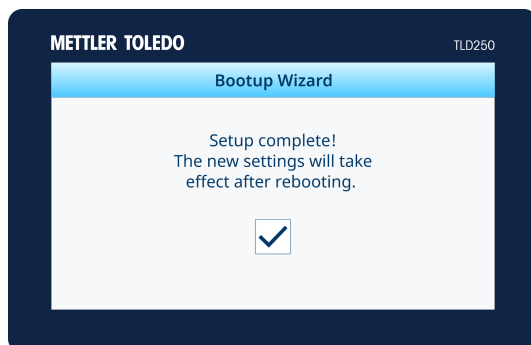 METTLER TOLEDO
TLD250
Bootup Wizard
Setup complete!
The new settings will take
effect after rebooting.